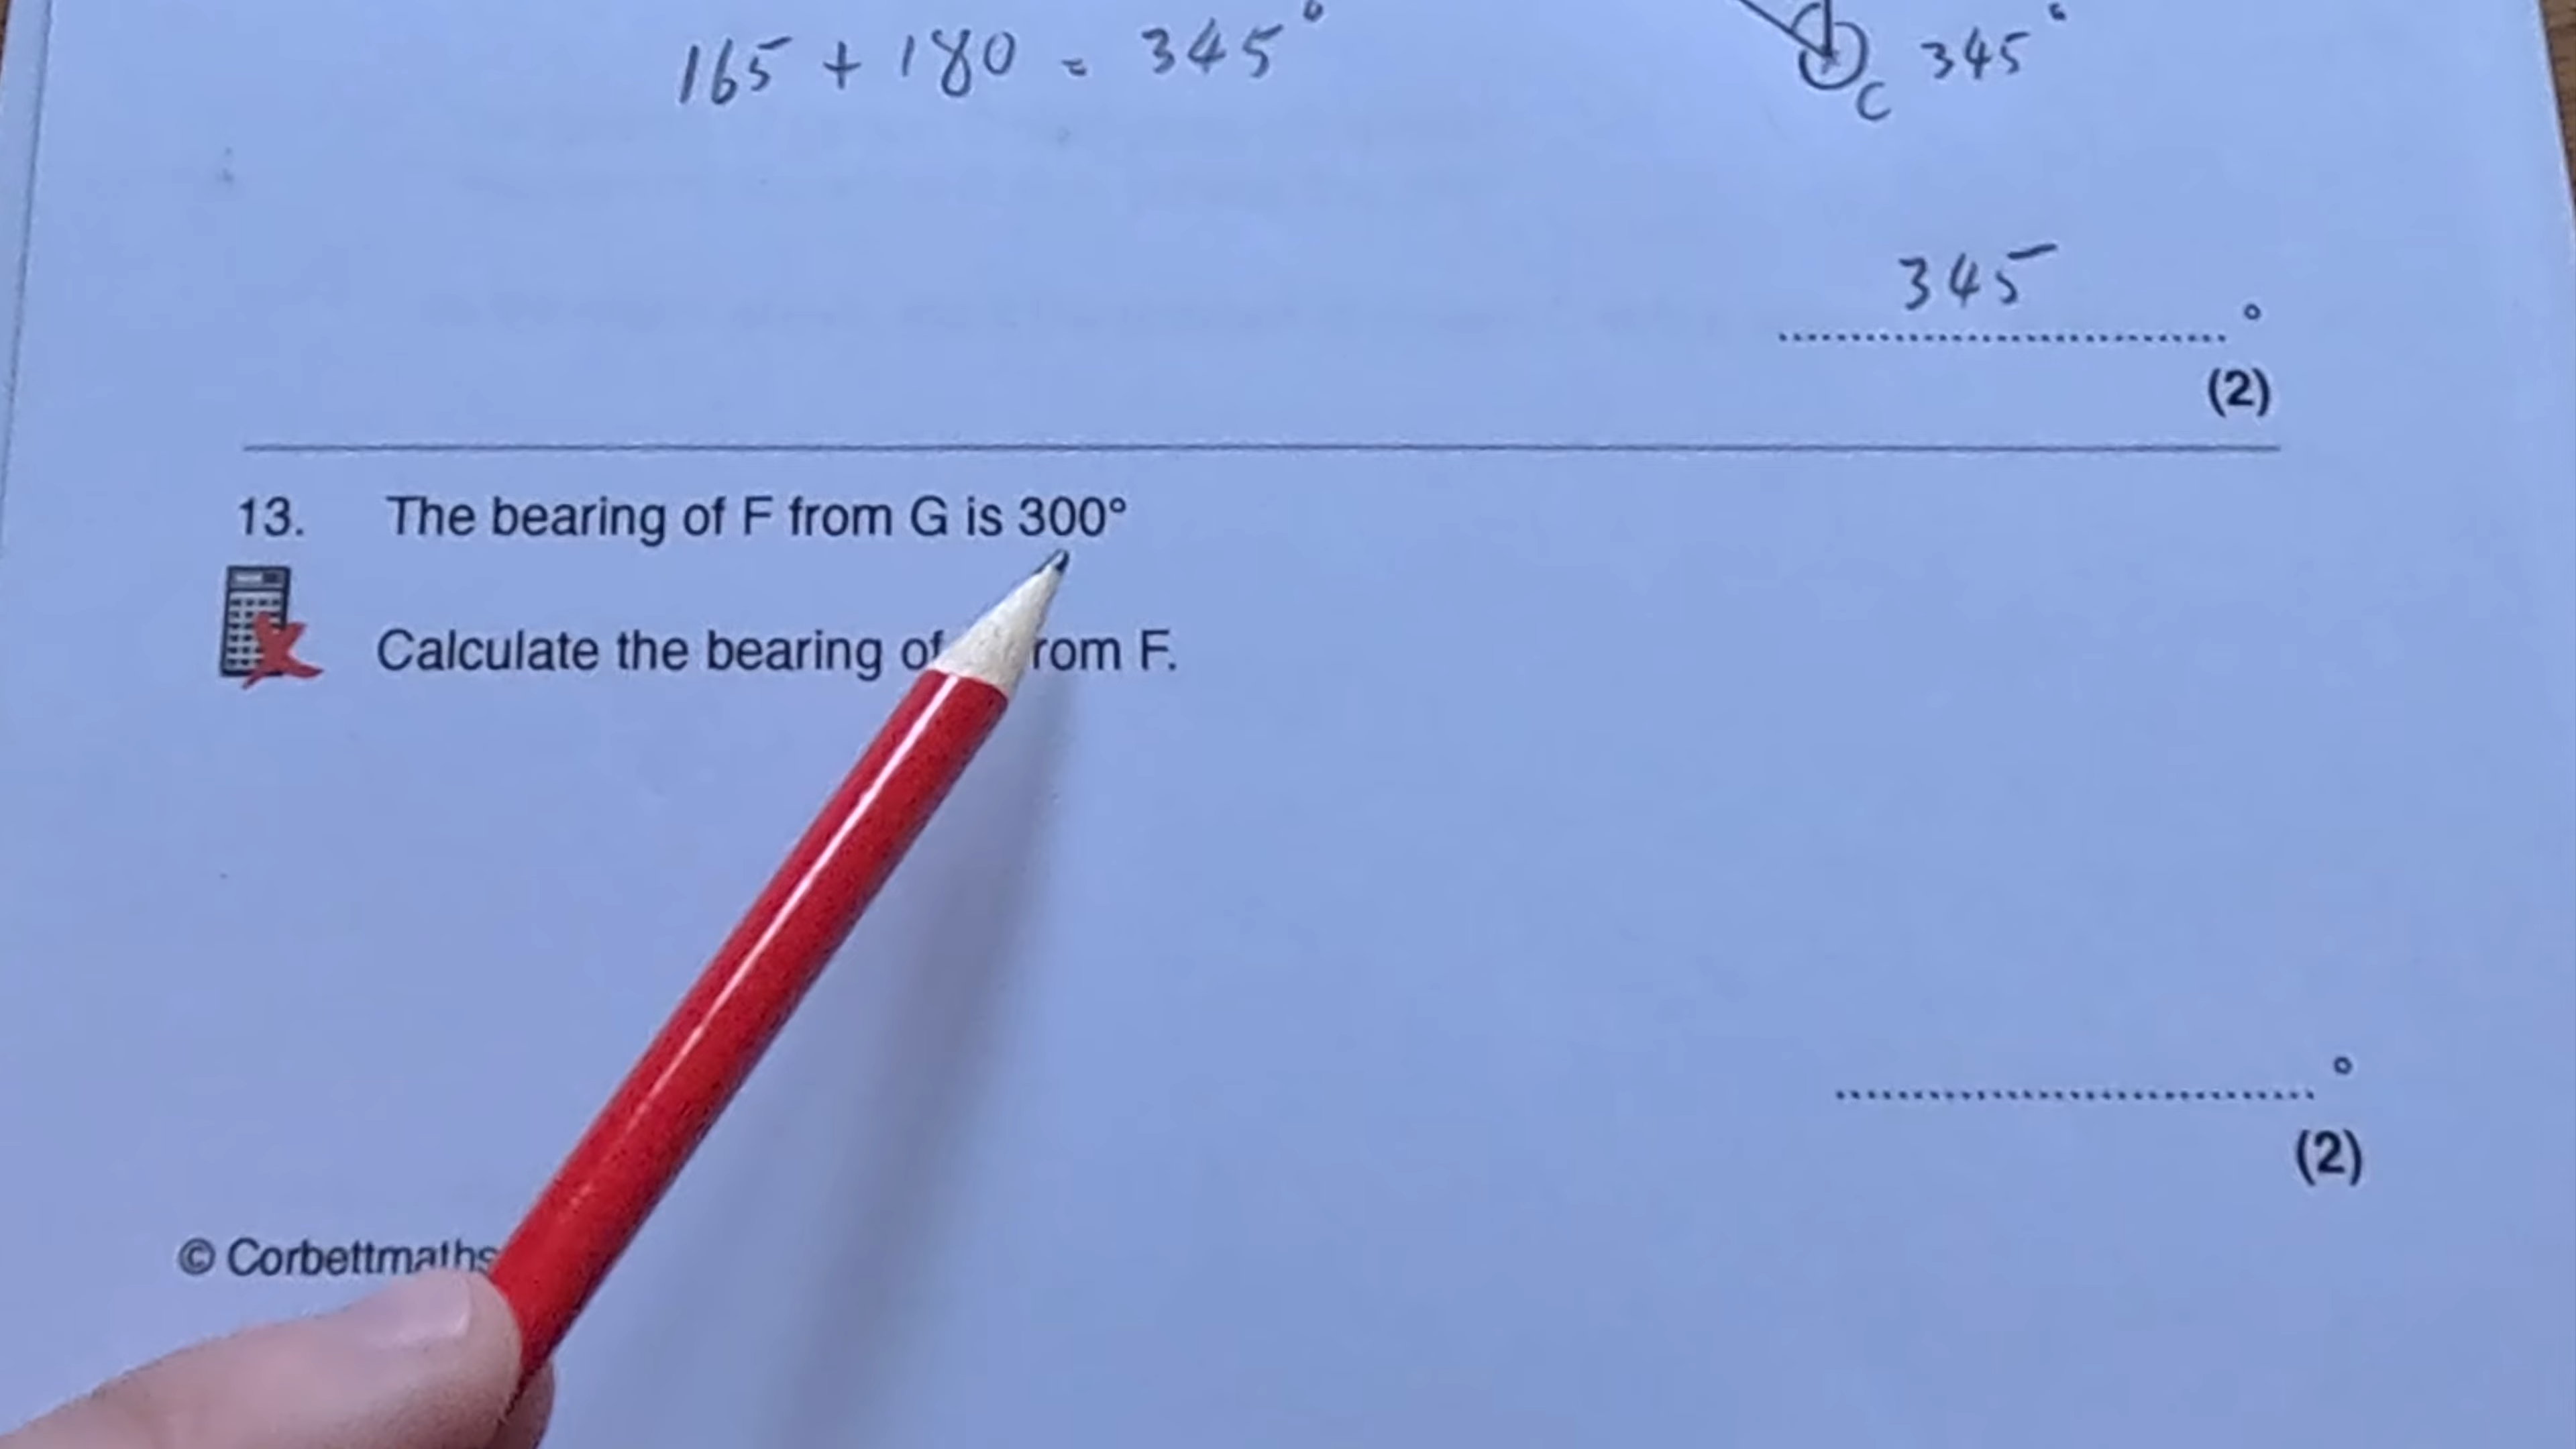 165 + 180 = 345°
C 345°
345 °
(2)
13. The bearing of F from G is 300°
Calculate the bearing of rom F.
°
(2)
© Corbettmaths